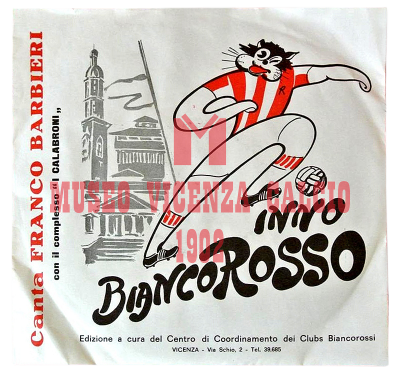 Canta FRANCO BARBIERI
con il complesso "I CALABRONI„
R
M
MUSEO VICENZA CALCIO
1902
INNO
BIANCOROSSO
Edizione a cura del Centro di Coordinamento dei Clubs Biancorossi
VICENZA - Via Schio, 2 - Tel. 39.685